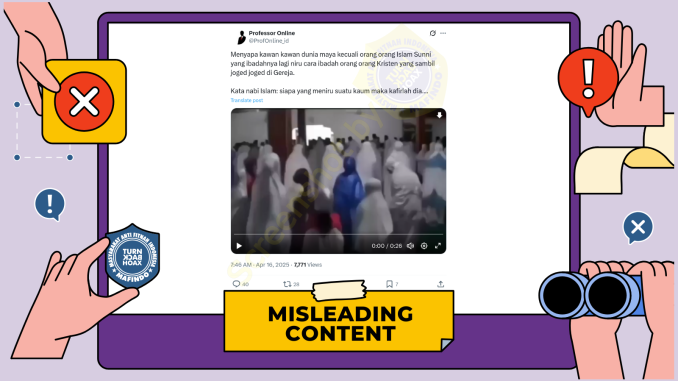 Professor Online
@ProfOnline_id
Menyapa kawan kawan dunia maya kecuali orang orang Islam Sunni
yang ibadahnya lagi niru cara ibadah orang orang Kristen yang sambil
joged joged di Gereja.
Kata nabi Islam: siapa yang meniru suatu kaum maka kafirlah dia....
Translate post
0:00 / 0:26
7:46 AM · Apr 16, 2025 · 7,771 Views
40
38
7
MASYARAKAT ANTI FITNAH INDONESIA
TURN
BACK
HOAX
MAFINDO
MISLEADING
CONTENT